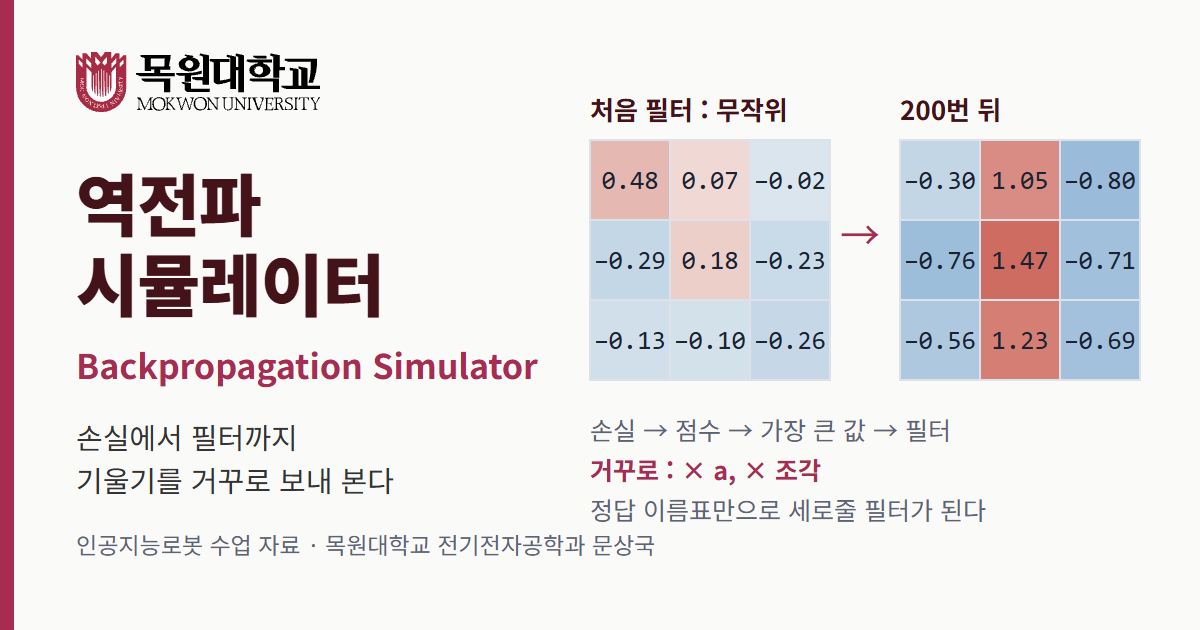 목원대학교
MOKWON UNIVERSITY
역전파
시뮬레이터
Backpropagation Simulator
손실에서 필터까지
기울기를 거꾸로 보내 본다
인공지능로봇 수업 자료 · 목원대학교 전기전자공학과 문상국
처음 필터 : 무작위
0.48 0.07 −0.02
−0.29 0.18 −0.23
−0.13 −0.10 −0.26
→
200번 뒤
−0.30 1.05 −0.80
−0.76 1.47 −0.71
−0.56 1.23 −0.69
손실 → 점수 → 가장 큰 값 → 필터
거꾸로 : × a, × 조각
정답 이름표만으로 세로줄 필터가 된다